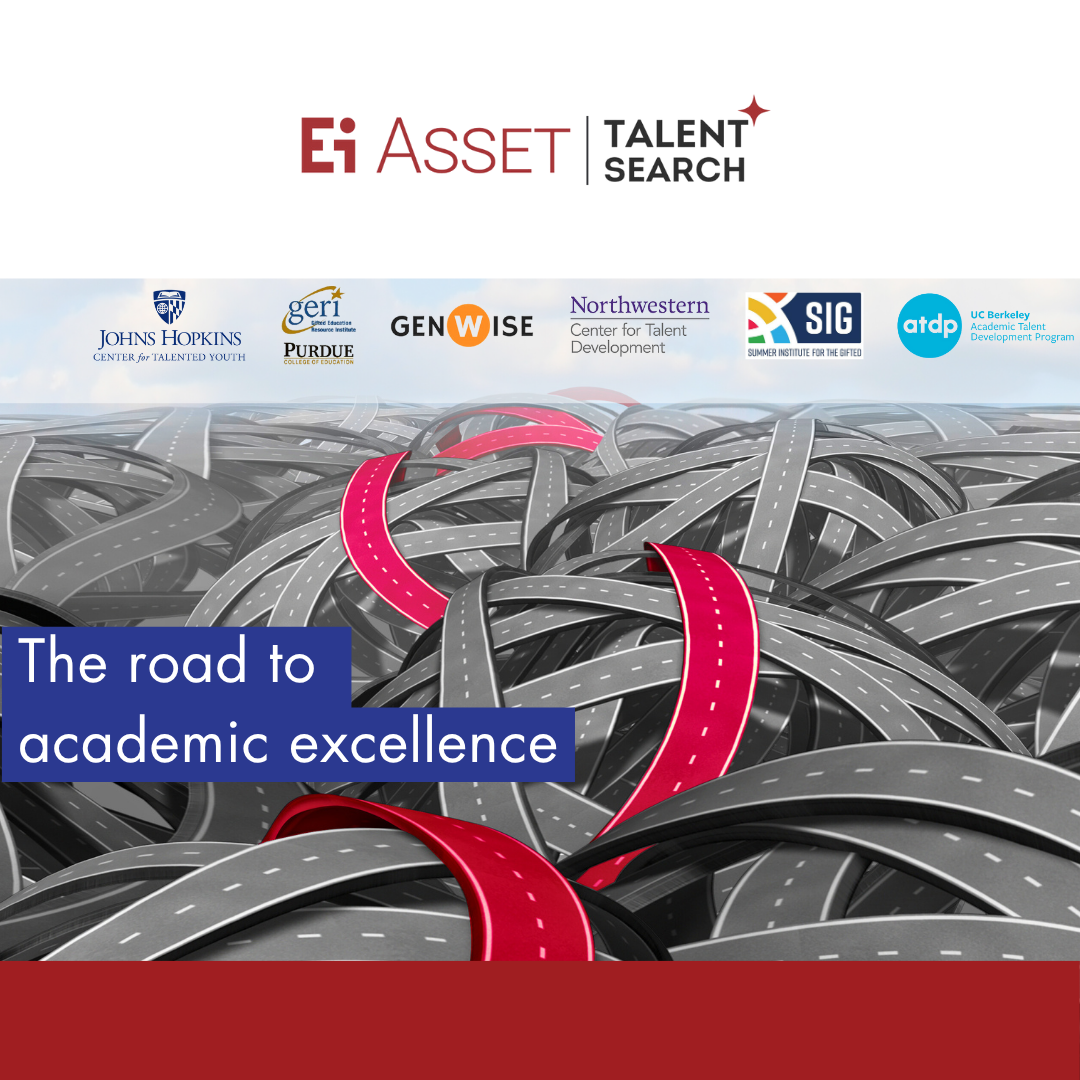 Ei ASSET
TALENT
SEARCH
JOHNS HOPKINS
CENTER for TALENTED YOUTH
geri
Gifted Education
Resource Institute
PURDUE
COLLEGE OF EDUCATION
GENWISE
Northwestern
Center for Talent
Development
SIG
SUMMER INSTITUTE FOR THE GIFTED
atdp
UC Berkeley
Academic Talent
Development Program
The road to
academic excellence